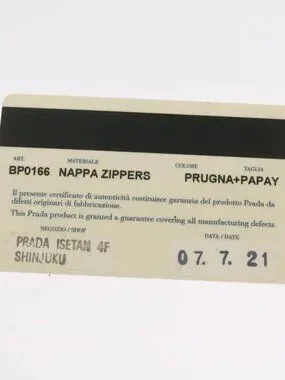 ART. MATERIALE COLORE TAGLIA
BP0166 NAPPA ZIPPERS PRUGNA+PAPAY
Il presente certificato di autenticità costituisce garanzia del prodotto Prada da
difetti originari di fabbricazione.
This Prada product is granted a guarantee covering all manufacturing defects.
NEGOZIO / SHOP DATA / DATE
PRADA ISETAN 4F
SHINJUKU
07. 7. 21